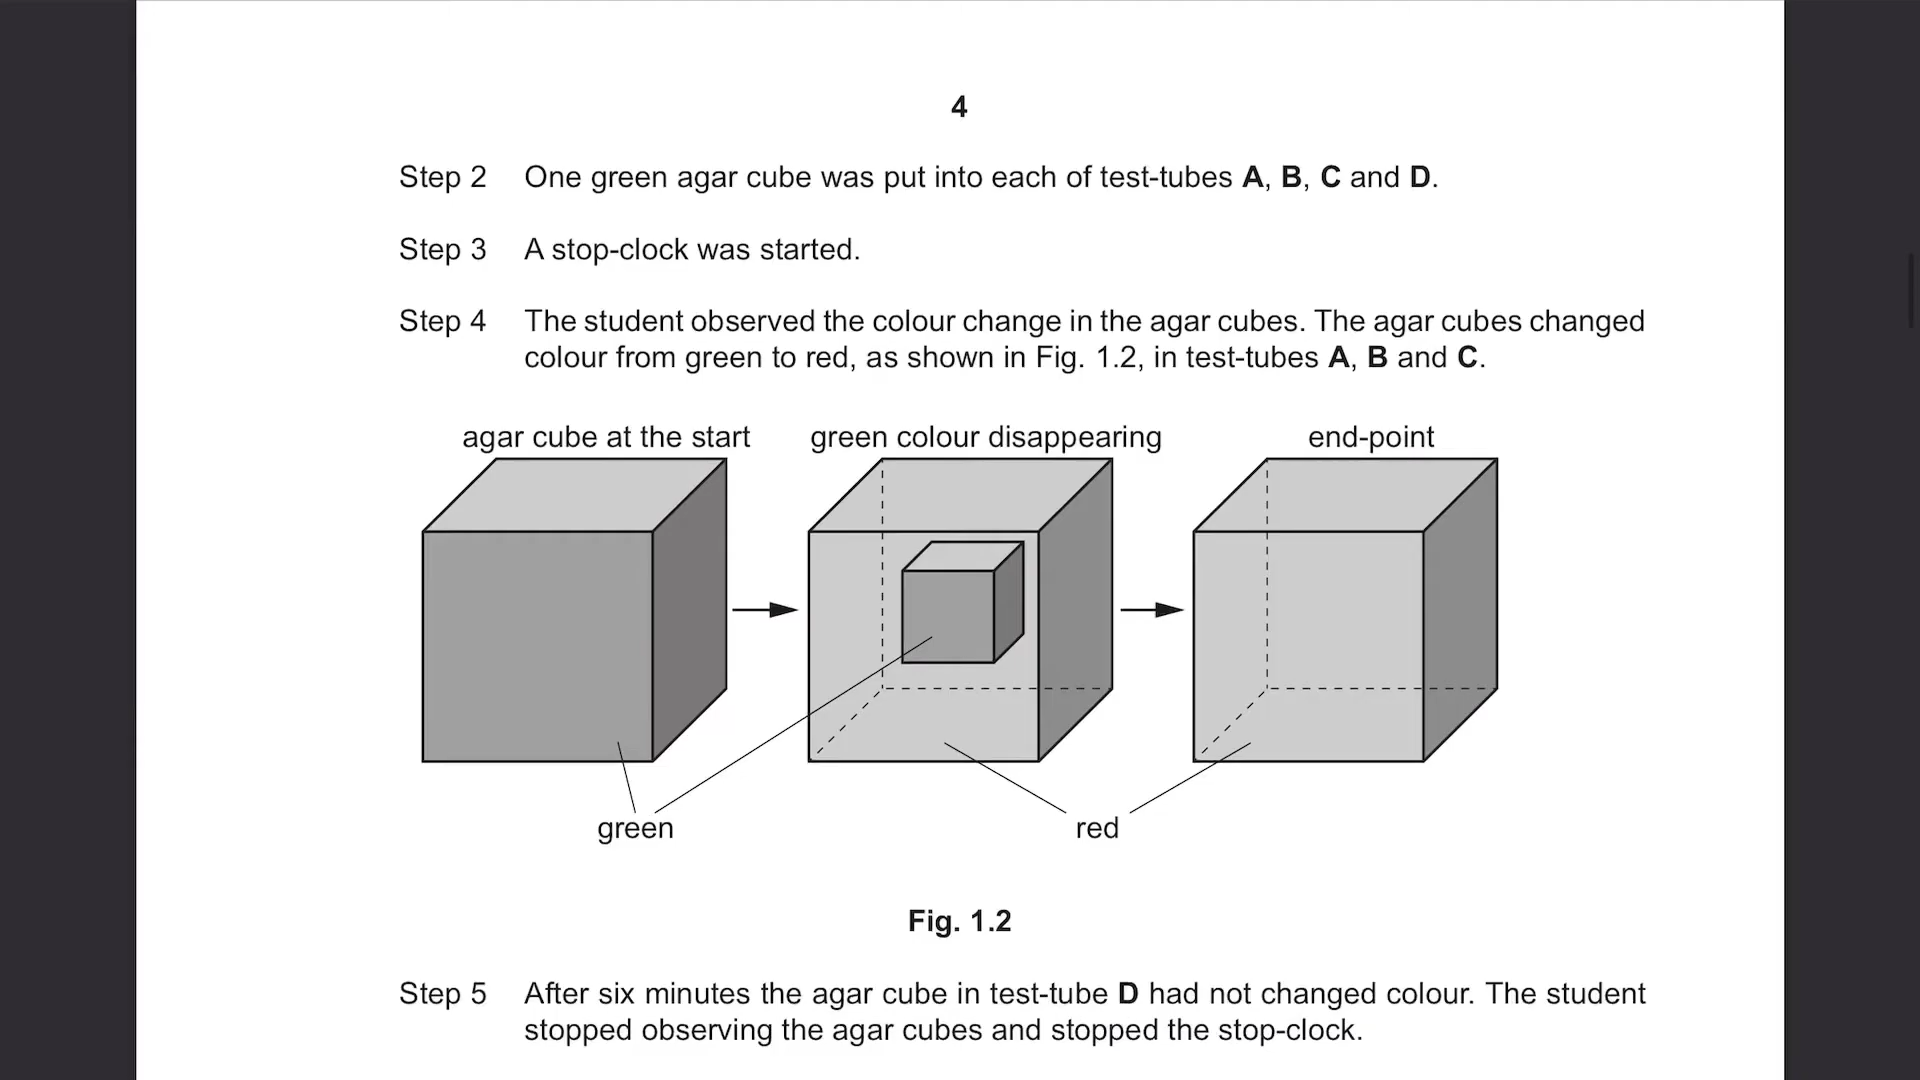 4
Step 2 One green agar cube was put into each of test-tubes A, B, C and D.
Step 3 A stop-clock was started.
Step 4 The student observed the colour change in the agar cubes. The agar cubes changed
colour from green to red, as shown in Fig. 1.2, in test-tubes A, B and C.
agar cube at the start
green colour disappearing
end-point
green
red
Fig. 1.2
Step 5 After six minutes the agar cube in test-tube D had not changed colour. The student
stopped observing the agar cubes and stopped the stop-clock.